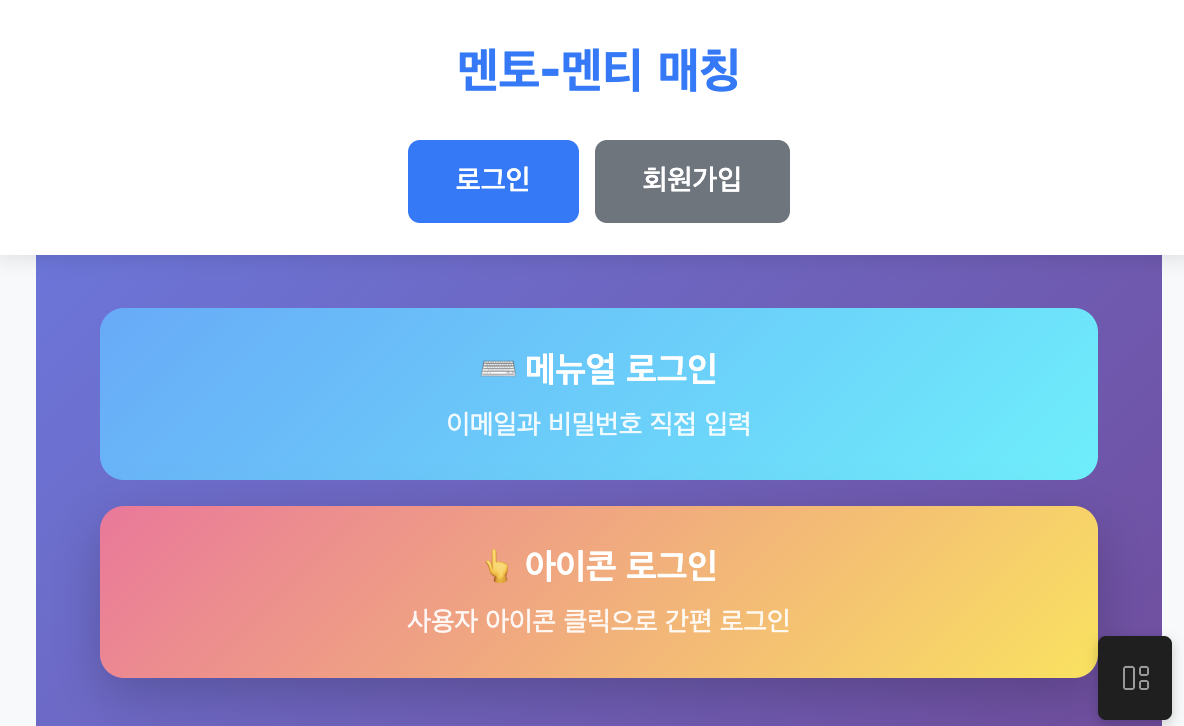 멘토-멘티 매칭
로그인 회원가입
⌨️ 메뉴얼 로그인
이메일과 비밀번호 직접 입력
👆 아이콘 로그인
사용자 아이콘 클릭으로 간편 로그인